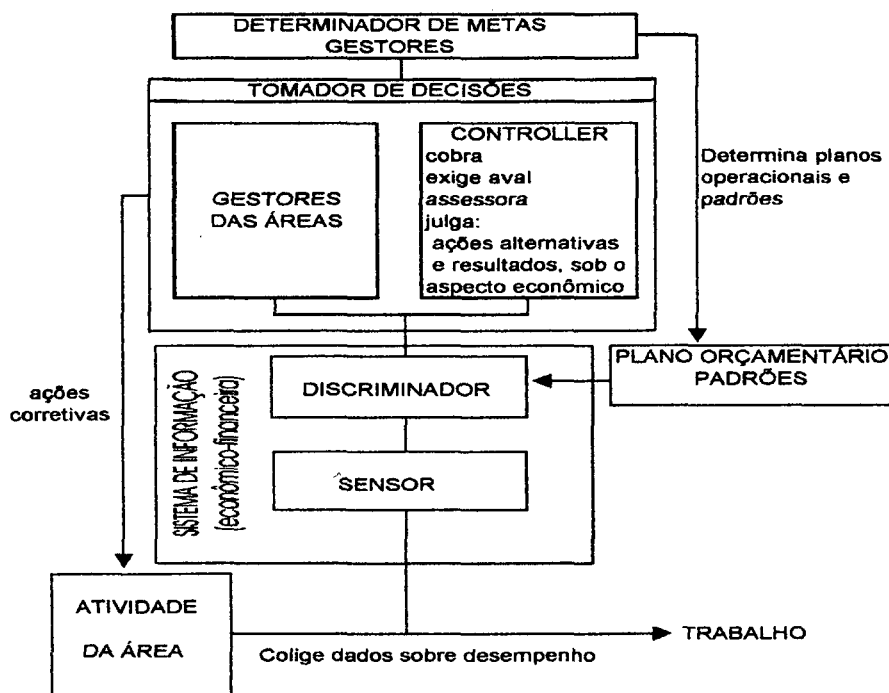 DETERMINADOR DE METAS
GESTORES
TOMADOR DE DECISÕES
GESTORES
DAS ÁREAS
CONTROLLER
cobra
exige aval
assessora
julga:
ações alternativas
e resultados, sob o
aspecto econômico
Determina planos
operacionais e
padrões
PLANO ORÇAMENTÁRIO
PADRÕES
ações
corretivas
SISTEMA DE INFORMAÇÃO
(econômico-financeira)
DISCRIMINADOR
SENSOR
ATIVIDADE
DA ÁREA
Colige dados sobre desempenho
TRABALHO